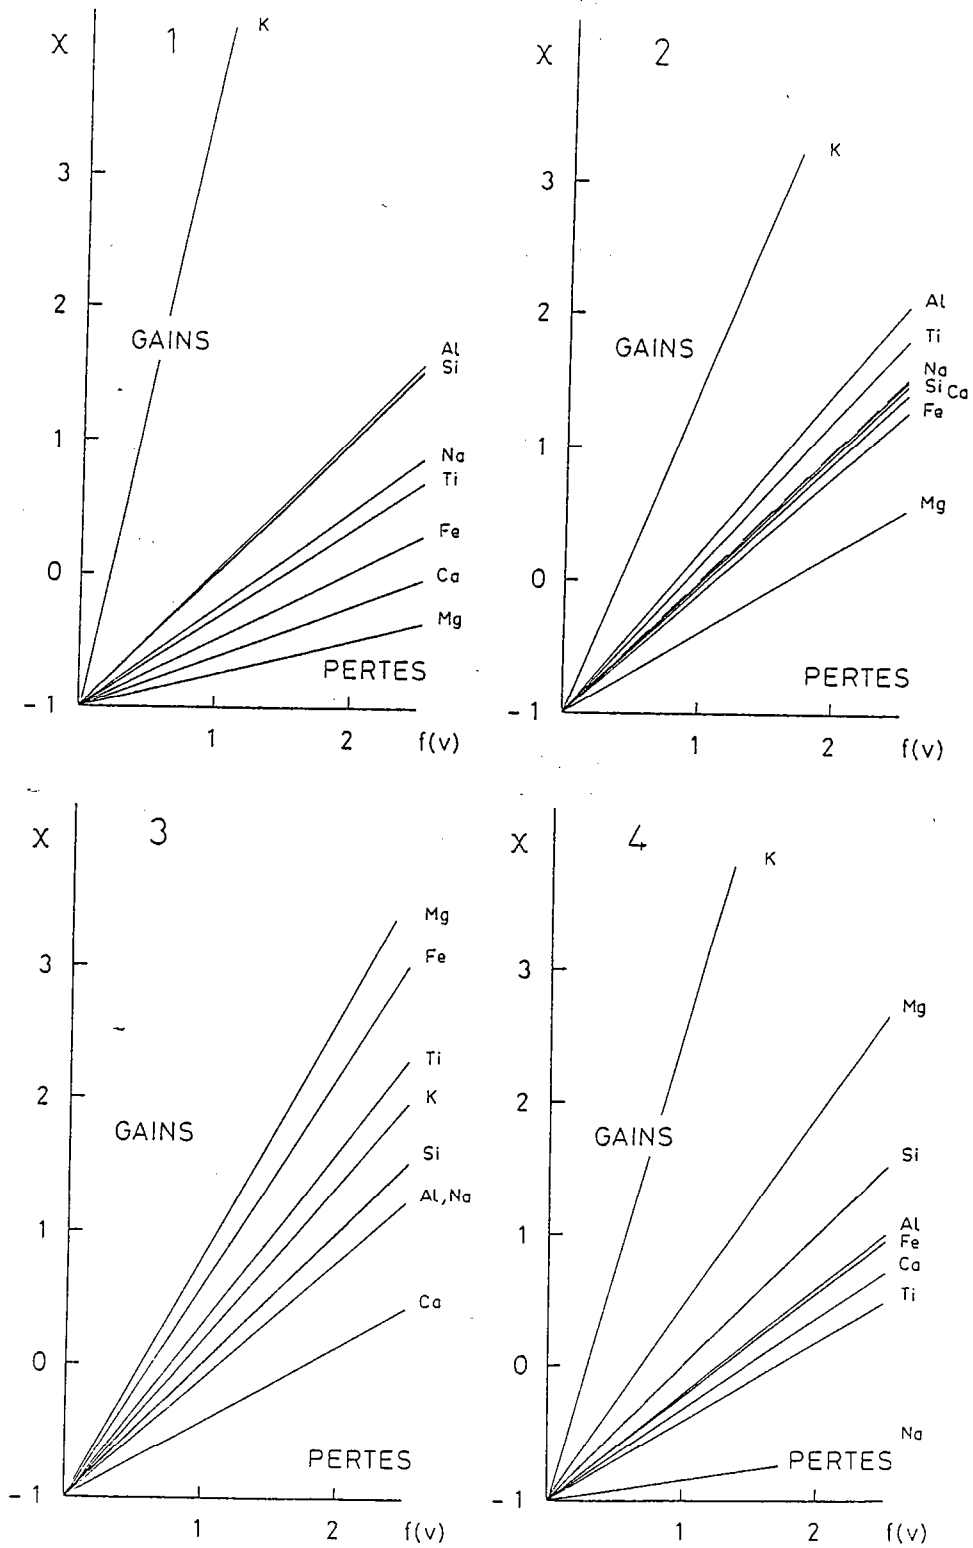 X 1 K
3
2
GAINS
Al
Si
1
Na
Ti
Fe
0
Ca
Mg
PERTES
-1
1 2 f(v)
X 2
K
3
2
Al
Ti
GAINS
Na
Si Ca
Fe
1
Mg
0
PERTES
-1
1 2 f(v)
X 3
Mg
Fe
3
Ti
2
K
GAINS
Si
Al, Na
1
Ca
0
PERTES
-1
1 2 f(v)
X 4
K
3
Mg
2
GAINS
Si
Al
1
Fe
Ca
Ti
0
Na
PERTES
-1
1 2 f(v)